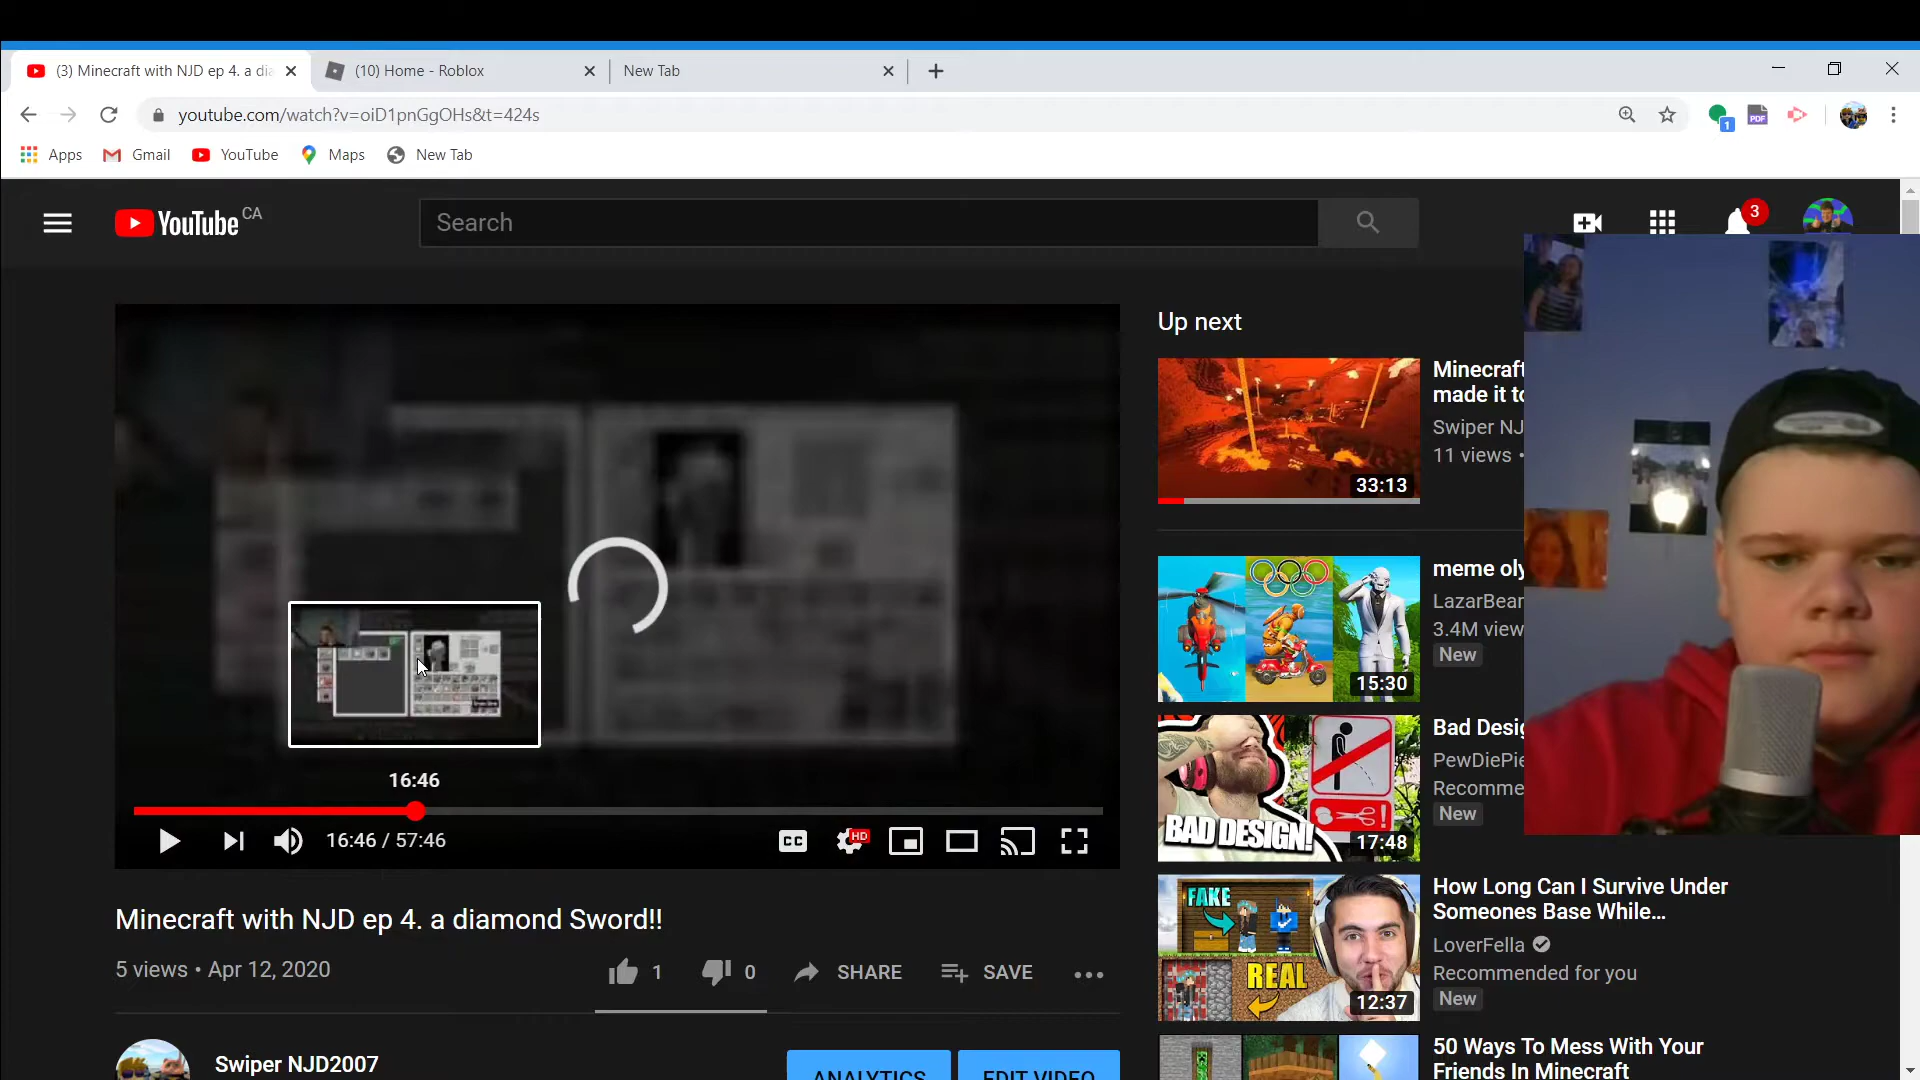 (3) Minecraft with NJD ep 4. a dia
(10) Home - Roblox
New Tab
youtube.com/watch?v=oiD1pnGgOHs&t=424s
1
PDF
Apps
Gmail
YouTube
Maps
New Tab
YouTube CA
Search
3
Up next
Minecraft
made it to
Swiper NJ
11 views •
33:13
meme oly
LazarBear
3.4M view
New
15:30
Bad Desig
PewDiePie
Recomme
New
BAD DESIGN!
17:48
How Long Can I Survive Under
Someones Base While...
LoverFella
Recommended for you
New
FAKE
REAL
12:37
50 Ways To Mess With Your
Friends In Minecraft
16:46
16:46 / 57:46
CC
HD
Minecraft with NJD ep 4. a diamond Sword!!
5 views • Apr 12, 2020
1
0
SHARE
SAVE
Swiper NJD2007
ANALYTICS
EDIT VIDEO